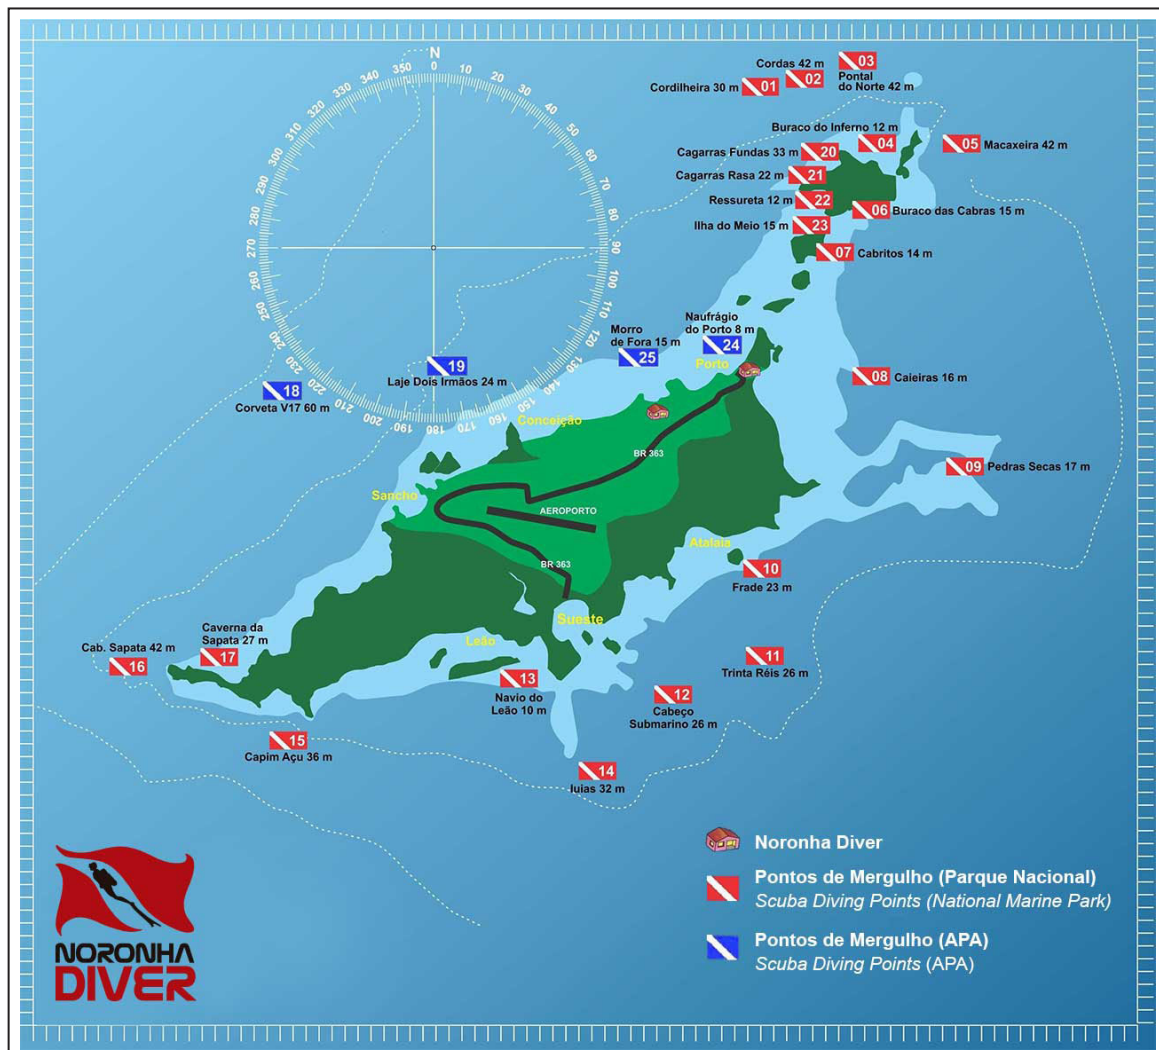 N
0
10
20
30
40
50
60
70
80
90
100
110
120
130
140
150
160
170
180
190
200
210
220
230
240
250
260
270
280
290
300
310
320
330
340
350
Cordilheira 30 m
01
Cordas 42 m
02
03
Pontal
do Norte 42 m
Buraco do Inferno 12 m
04
05
Macaxeira 42 m
Cagarras Fundas 33 m
20
Cagarras Rasa 22 m
21
Ressureta 12 m
22
06
Buraco das Cabras 15 m
Ilha do Meio 15 m
23
07
Cabritos 14 m
Naufrágio
do Porto 8 m
24
Morro
de Fora 15 m
25
Porto
19
Laje Dois Irmãos 24 m
18
Corveta V17 60 m
08
Caieiras 16 m
Conceição
BR 363
09
Pedras Secas 17 m
Sancho
AEROPORTO
Atalaia
BR 363
10
Frade 23 m
Sueste
Leão
Caverna da
Sapata 27 m
17
Cab. Sapata 42 m
16
11
Trinta Réis 26 m
13
Navio do
Leão 10 m
12
Cabeço
Submarino 26 m
15
Capim Açu 36 m
14
Iuias 32 m
Noronha Diver
Pontos de Mergulho (Parque Nacional)
Scuba Diving Points (National Marine Park)
Pontos de Mergulho (APA)
Scuba Diving Points (APA)
NORONHA
DIVER